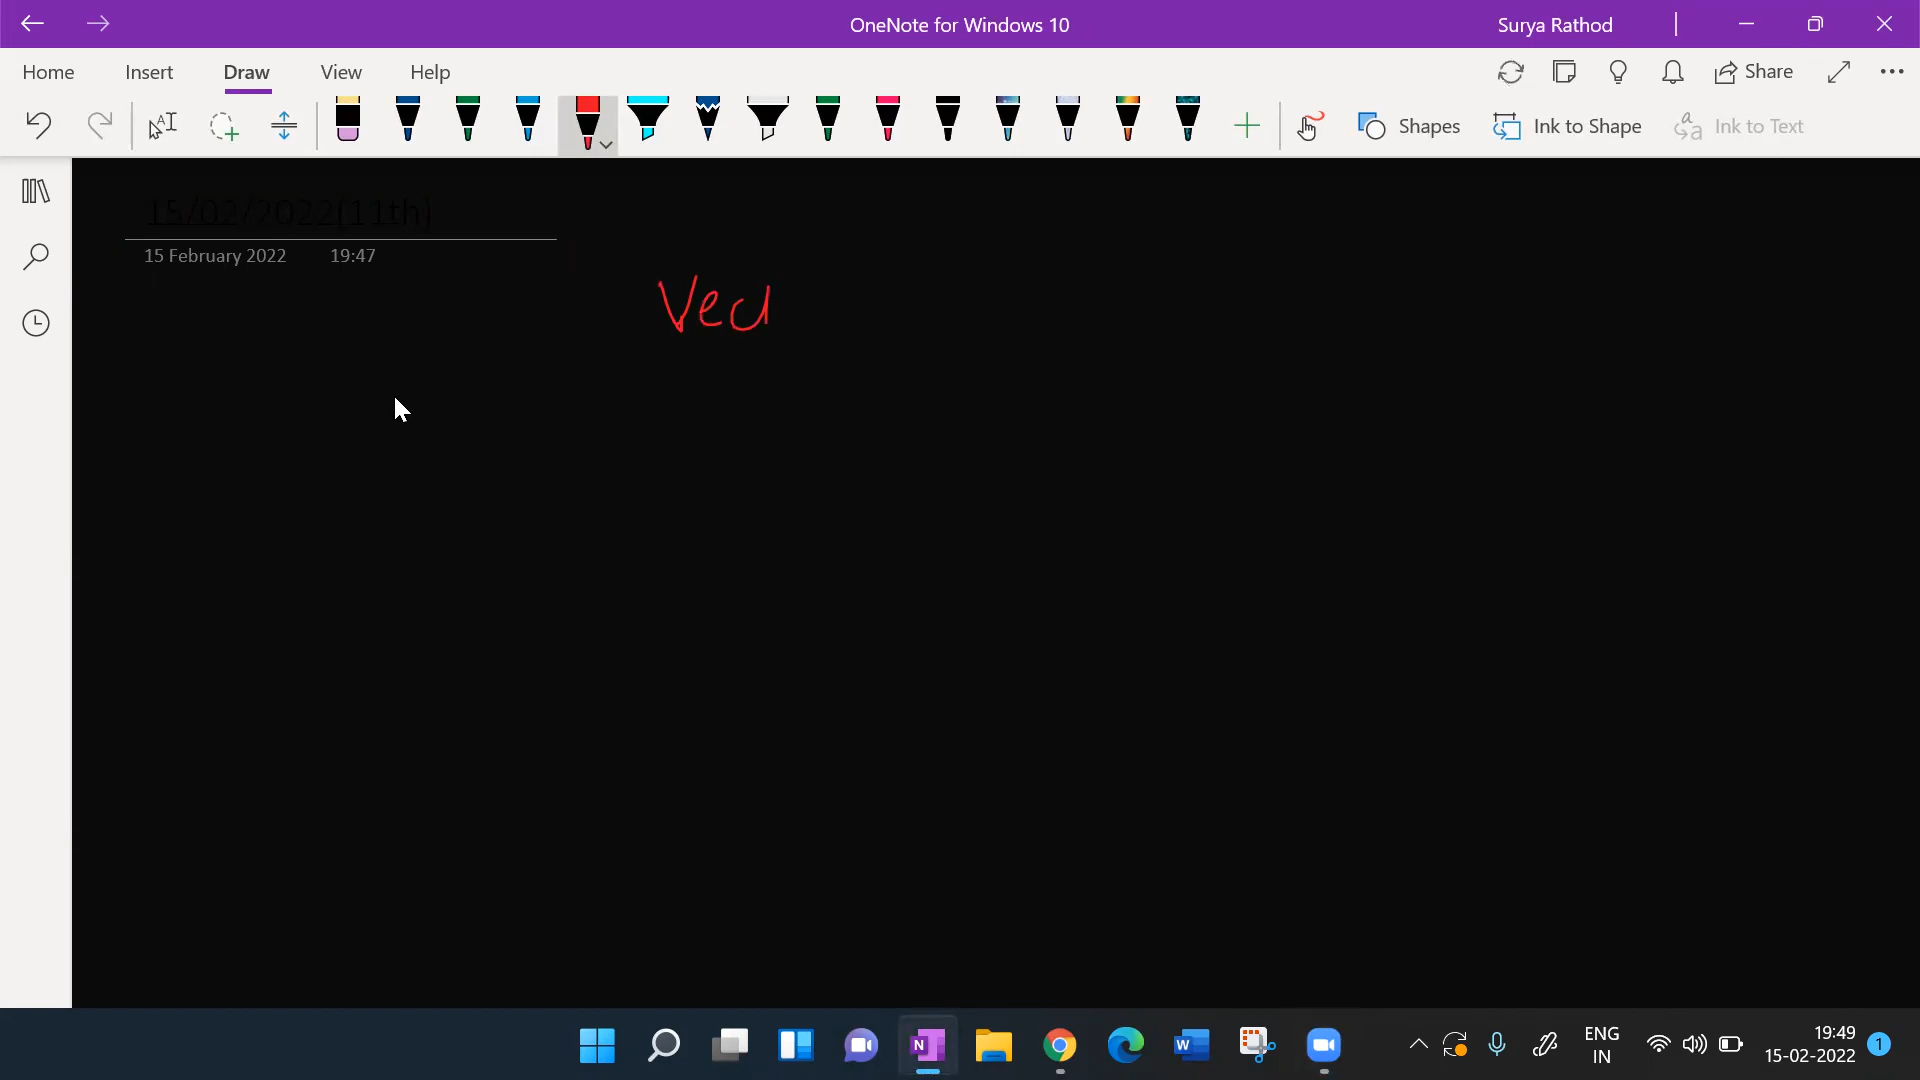 OneNote for Windows 10
Surya Rathod
Home Insert Draw View Help
Share
Shapes Ink to Shape Ink to Text
15/02/2022(11th)
15 February 2022 19:47
Vecl
ENG
IN
19:49
15-02-2022
1